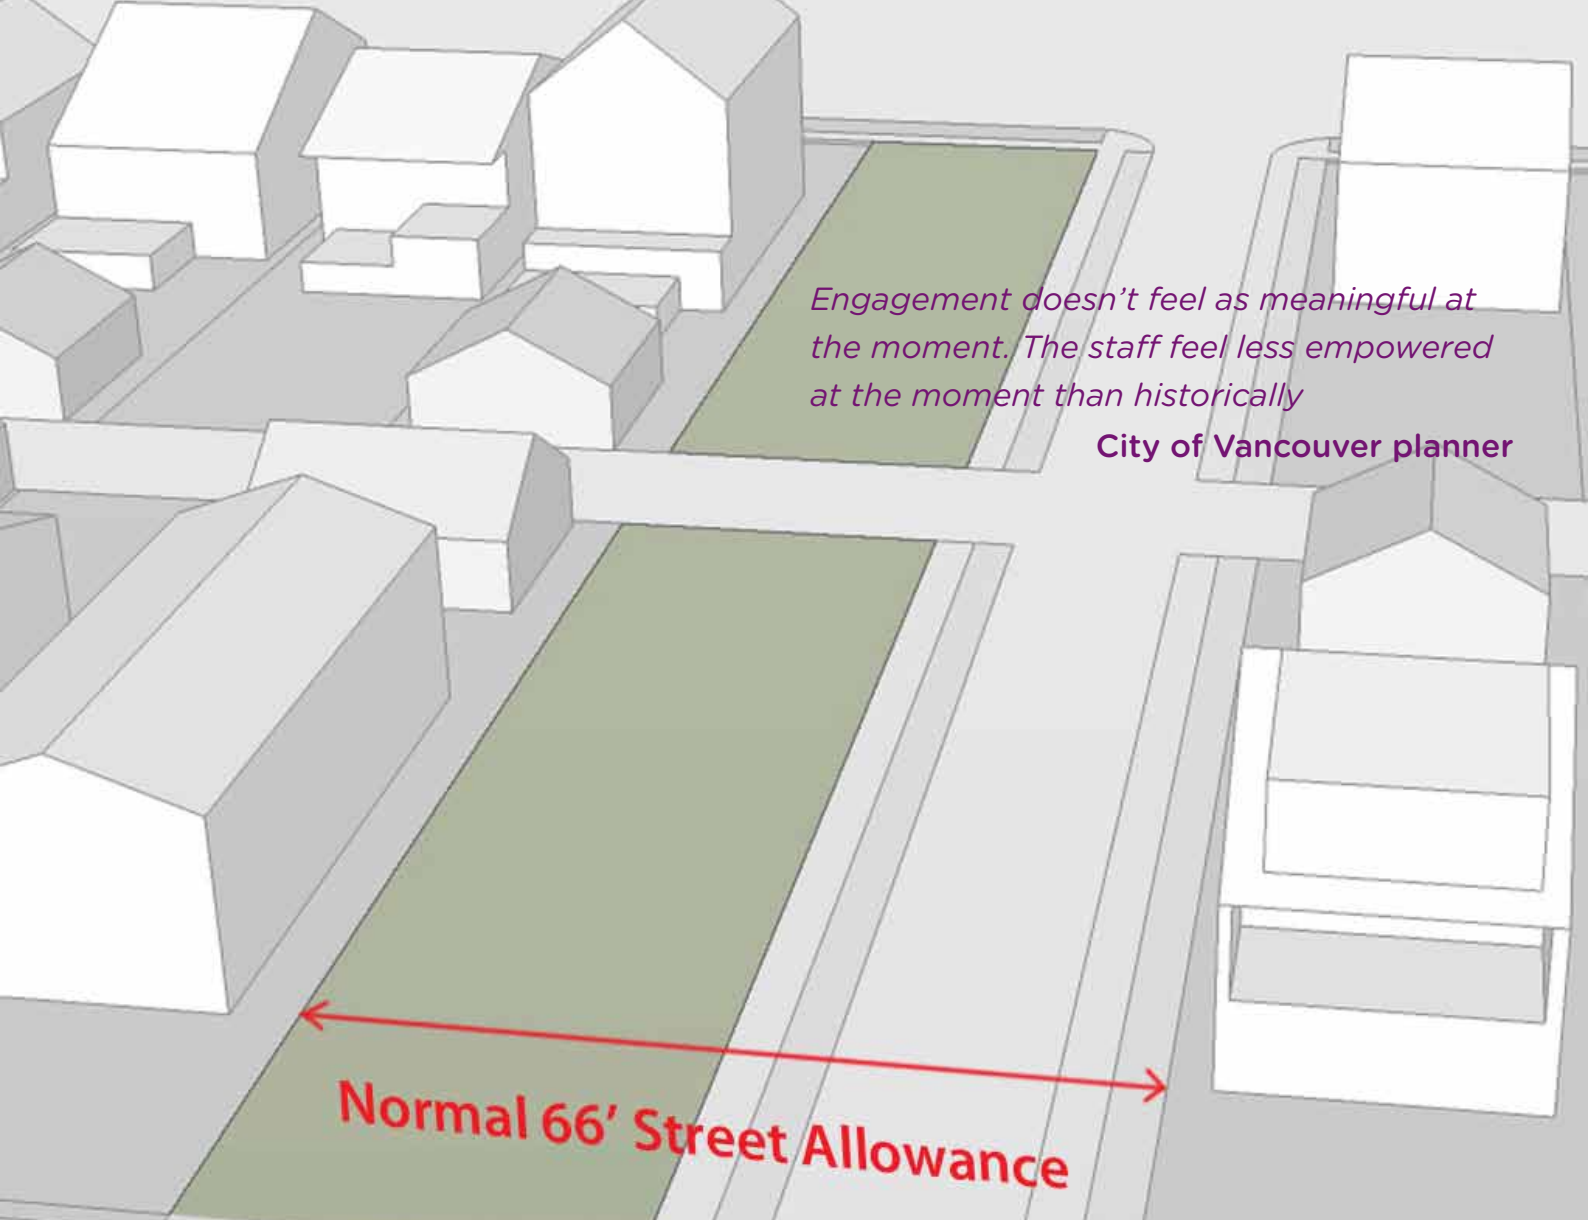 Engagement doesn’t feel as meaningful at
the moment. The staff feel less empowered
at the moment than historically
City of Vancouver planner
Normal 66' Street Allowance